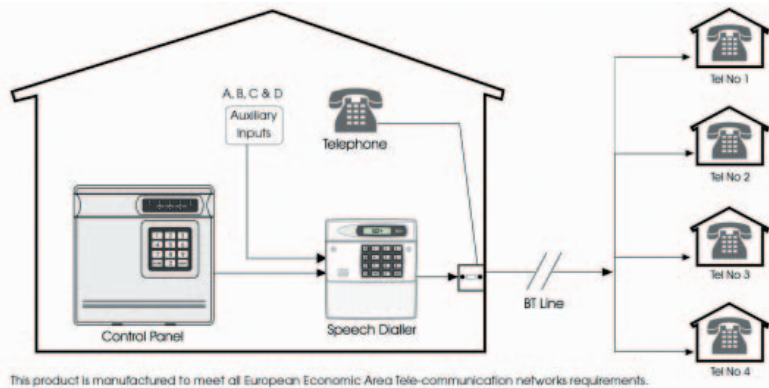 A, B, C & D
Auxiliary
Inputs
Telephone
Control Panel
Speech Dialler
BT Line
Tel No 1
Tel No 2
Tel No 3
Tel No 4
This product is manufactured to meet all European Economic Area Tele-communication networks requirements.